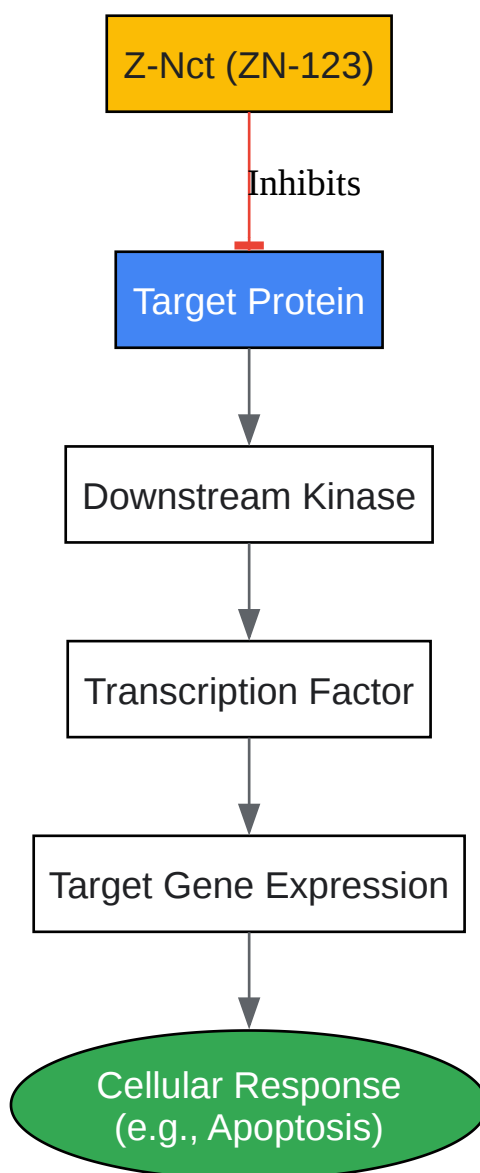 Z-Nct (ZN-123)
Inhibits
Target Protein
Downstream Kinase
Transcription Factor
Target Gene Expression
Cellular Response
(e.g., Apoptosis)